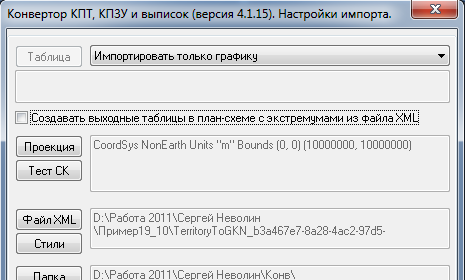 Конвертор КПТ, КПЗУ и выписок (версия 4.1.15). Настройки импорта.
Таблица
Импортировать только графику
Создавать выходные таблицы в план-схеме с экстремумами из файла XML
Проекция
CoordSys NonEarth Units "m" Bounds (0, 0) (10000000, 10000000)
Тест СК
Файл XML
D:\Работа 2011\Сергей Неволин
\Пример19_10\TerritoryToGKN_b3a467e7-8a28-4ac2-97d5-
Стили
Папка
D:\Работа 2011\Сергей Неволин\Конв\